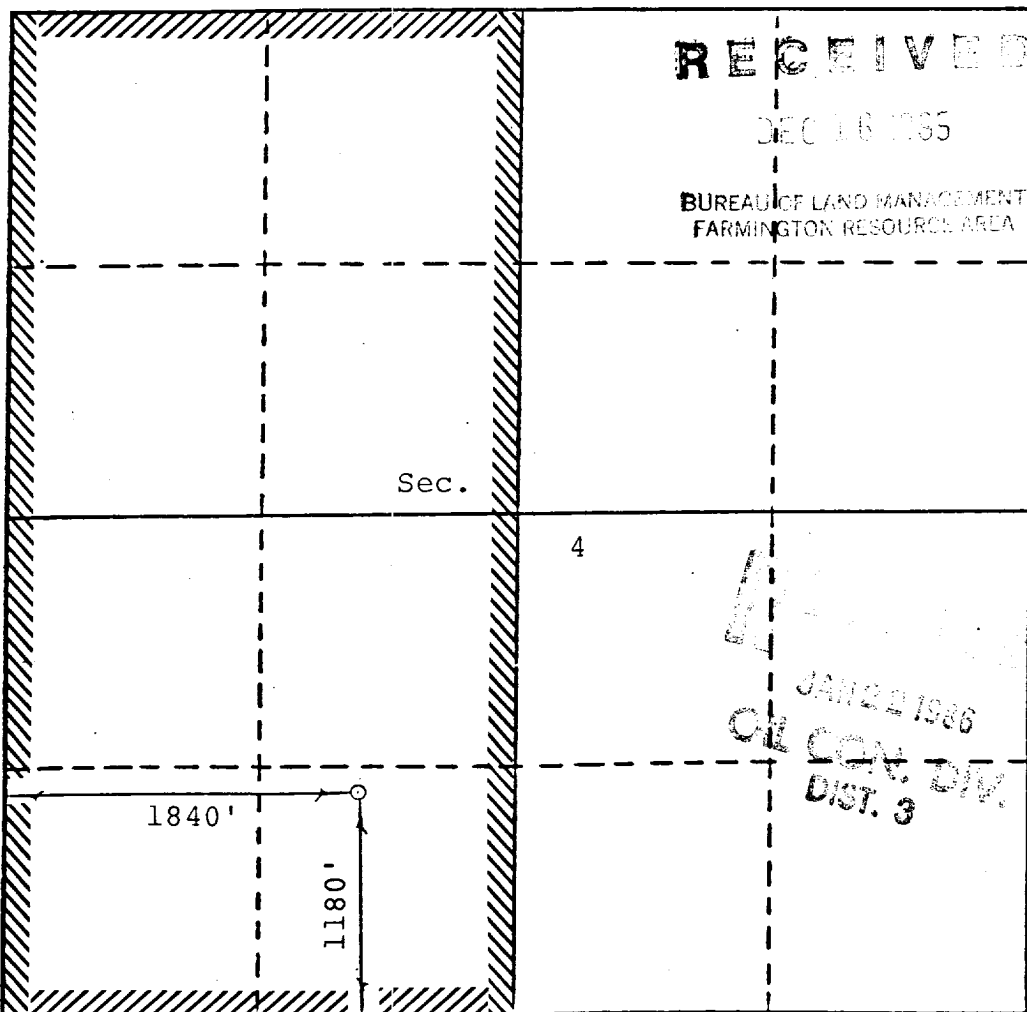 RECEIVED
DEC 16 1985
BUREAU OF LAND MANAGEMENT
FARMINGTON RESOURCE AREA
Sec.
4
JAN 22 1986
OIL CON. DIV.
DIST. 3
1840'
1180'